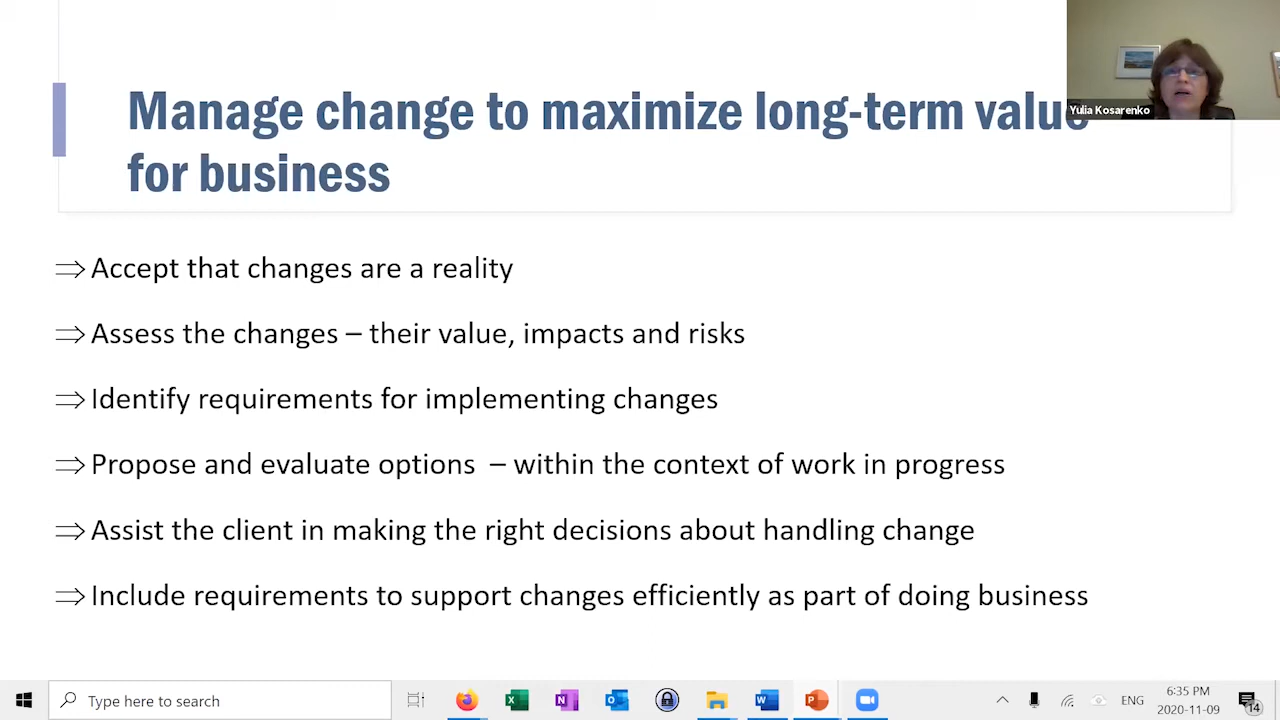 Manage change to maximize long-term value
for business
Yulia Kosarenko
⇒ Accept that changes are a reality
⇒ Assess the changes – their value, impacts and risks
⇒ Identify requirements for implementing changes
⇒ Propose and evaluate options – within the context of work in progress
⇒ Assist the client in making the right decisions about handling change
⇒ Include requirements to support changes efficiently as part of doing business
Type here to search
ENG
6:35 PM
2020-11-09
14